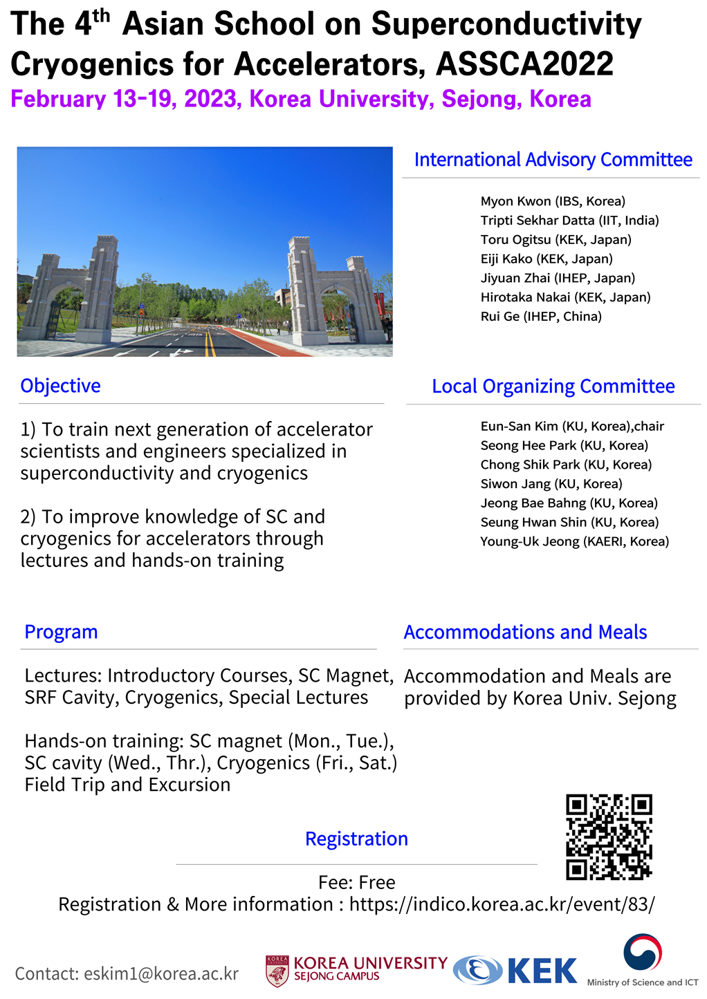 The 4th Asian School on Superconductivity
Cryogenics for Accelerators, ASSCA2022
February 13-19, 2023, Korea University, Sejong, Korea
International Advisory Committee
Myon Kwon (IBS, Korea)
Tripti Sekhar Datta (IIT, India)
Toru Ogitsu (KEK, Japan)
Eiji Kako (KEK, Japan)
Jiyuan Zhai (IHEP, Japan)
Hirotaka Nakai (KEK, Japan)
Rui Ge (IHEP, China)
Objective
1) To train next generation of accelerator
scientists and engineers specialized in
superconductivity and cryogenics
2) To improve knowledge of SC and
cryogenics for accelerators through
lectures and hands-on training
Local Organizing Committee
Eun-San Kim (KU, Korea),chair
Seong Hee Park (KU, Korea)
Chong Shik Park (KU, Korea)
Siwon Jang (KU, Korea)
Jeong Bae Bahng (KU, Korea)
Seung Hwan Shin (KU, Korea)
Young-Uk Jeong (KAERI, Korea)
Program
Lectures: Introductory Courses, SC Magnet,
SRF Cavity, Cryogenics, Special Lectures
Hands-on training: SC magnet (Mon., Tue.),
SC cavity (Wed., Thr.), Cryogenics (Fri., Sat.)
Field Trip and Excursion
Accommodations and Meals
Accommodation and Meals are
provided by Korea Univ. Sejong
Registration
Fee: Free
Registration & More information : https://indico.korea.ac.kr/event/83/
Contact: eskim1@korea.ac.kr
KOREA
UNIVERSITY
KOREA UNIVERSITY
SEJONG CAMPUS
KEK
Ministry of Science and ICT